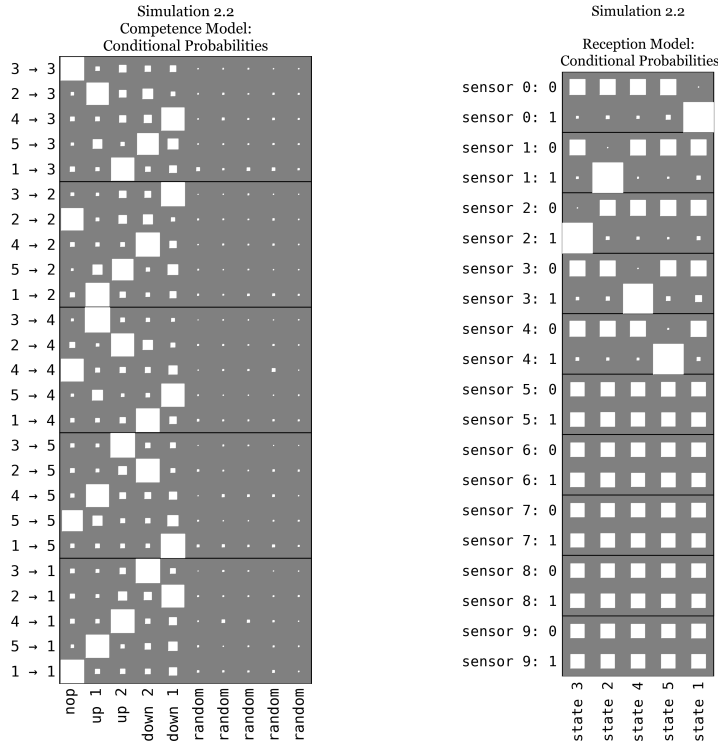 Simulation 2.2
Competence Model:
Conditional Probabilities
3 → 3
2 → 3
4 → 3
5 → 3
1 → 3
3 → 2
2 → 2
4 → 2
5 → 2
1 → 2
3 → 4
2 → 4
4 → 4
5 → 4
1 → 4
3 → 5
2 → 5
4 → 5
5 → 5
1 → 5
3 → 1
2 → 1
4 → 1
5 → 1
1 → 1
nop
up 1
up 2
down 2
down 1
random
random
random
random
random
Simulation 2.2
Reception Model:
Conditional Probabilities
sensor 0: 0
sensor 0: 1
sensor 1: 0
sensor 1: 1
sensor 2: 0
sensor 2: 1
sensor 3: 0
sensor 3: 1
sensor 4: 0
sensor 4: 1
sensor 5: 0
sensor 5: 1
sensor 6: 0
sensor 6: 1
sensor 7: 0
sensor 7: 1
sensor 8: 0
sensor 8: 1
sensor 9: 0
sensor 9: 1
state 3
state 2
state 4
state 5
state 1